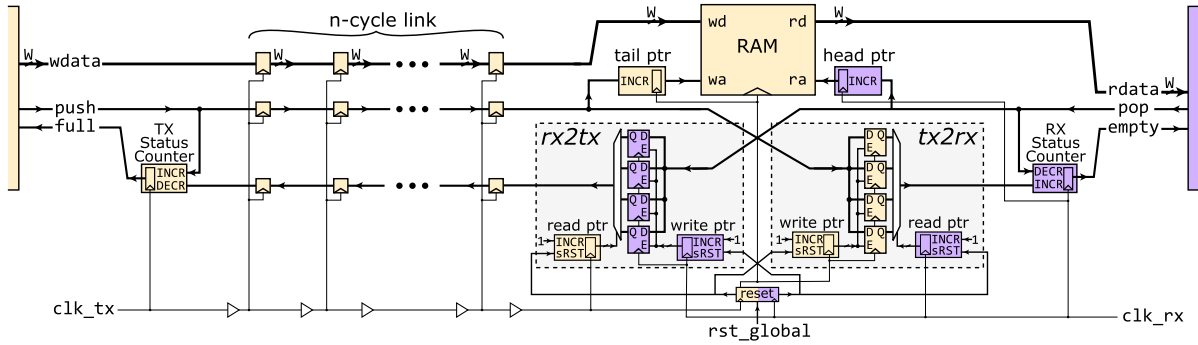 n-cycle link
W
wdata
W
W
W
wd
rd
W
RAM
wa
ra
tail ptr
INCR
head ptr
INCR
W
rdata
pop
empty
push
full
TX
Status
Counter
INCR
DECR
RX
Status
Counter
DECR
INCR
rx2tx
Q D
E
Q D
E
Q D
E
Q D
E
read ptr
1
INCR
sRST
write ptr
INCR
sRST
1
tx2rx
D Q
E
D Q
E
D Q
E
D Q
E
write ptr
1
INCR
sRST
read ptr
INCR
sRST
1
reset
clk_tx
rst_global
clk_rx